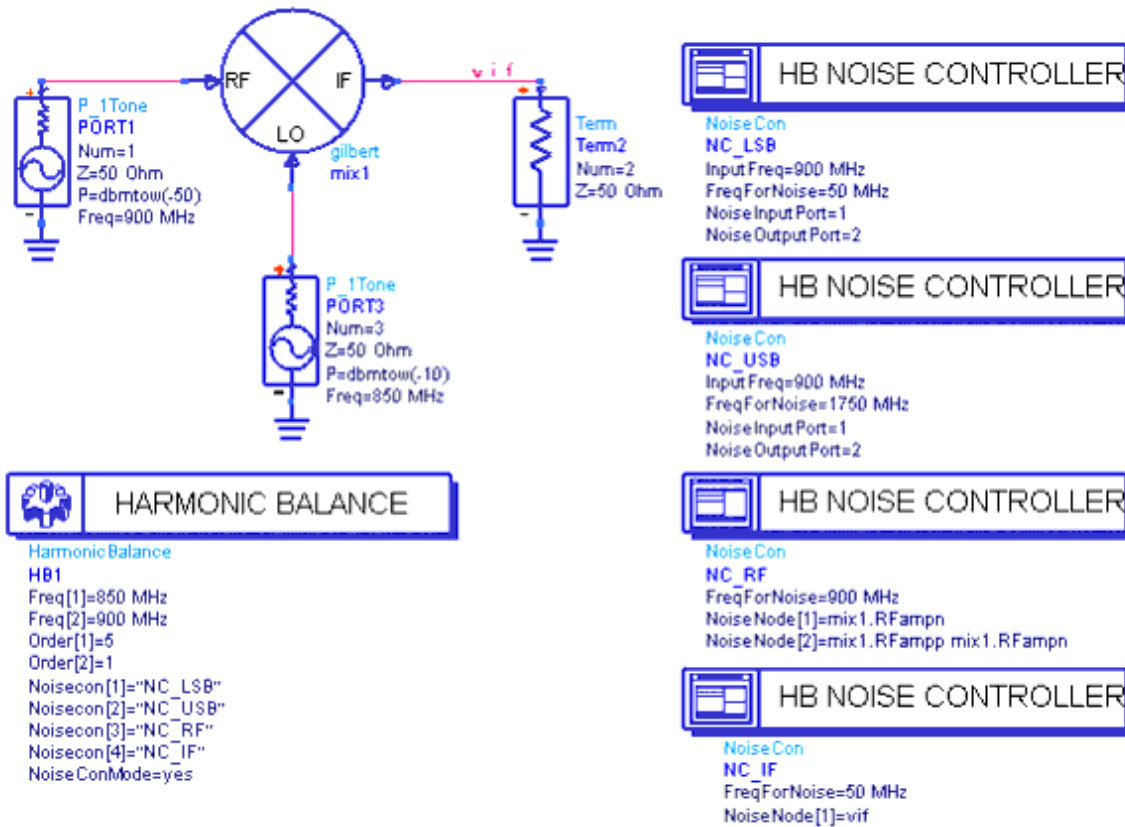 RF
IF
LO
gilbert
mix1
vif
P_1Tone
PORT1
Num=1
Z=50 Ohm
P=dbmtow(-50)
Freq=900 MHz
Term
Term2
Num=2
Z=50 Ohm
P_1Tone
PORT3
Num=3
Z=50 Ohm
P=dbmtow(-10)
Freq=850 MHz
HARMONIC BALANCE
HarmonicBalance
HB1
Freq[1]=850 MHz
Freq[2]=900 MHz
Order[1]=5
Order[2]=1
Noisecon[1]="NC_LSB"
Noisecon[2]="NC_USB"
Noisecon[3]="NC_RF"
Noisecon[4]="NC_IF"
NoiseConMode=yes
HB NOISE CONTROLLER
NoiseCon
NC_LSB
InputFreq=900 MHz
FreqForNoise=50 MHz
NoiseInputPort=1
NoiseOutputPort=2
HB NOISE CONTROLLER
NoiseCon
NC_USB
InputFreq=900 MHz
FreqForNoise=1750 MHz
NoiseInputPort=1
NoiseOutputPort=2
HB NOISE CONTROLLER
NoiseCon
NC_RF
FreqForNoise=900 MHz
NoiseNode[1]=mix1.RFampn
NoiseNode[2]=mix1.RFampp mix1.RFampn
HB NOISE CONTROLLER
NoiseCon
NC_IF
FreqForNoise=50 MHz
NoiseNode[1]=vif